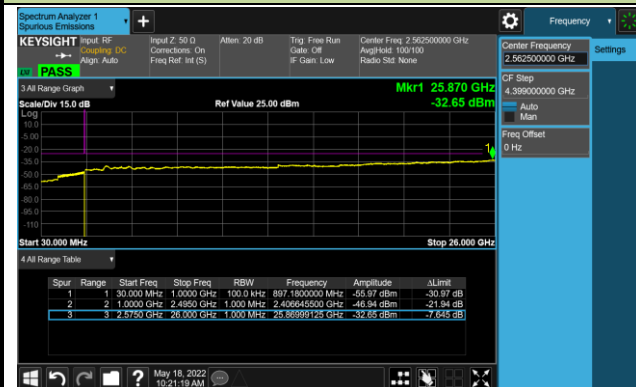 Spectrum Analyzer 1
Spurious Emissions
Frequency
KEYSIGHT
Input: RF
Coupling: DC
Align: Auto
Input Z: 50 Ω
Corrections: On
Freq Ref: Int (S)
Atten: 20 dB
Trig: Free Run
Gate: Off
IF Gain: Low
Center Freq: 2.562500000 GHz
Avg|Hold: 100/100
Radio Std: None
PASS
Center Frequency
2.562500000 GHz
Settings
CF Step
4.399000000 GHz
Auto
Man
Freq Offset
0 Hz
3 All Range Graph
Mkr1 25.870 GHz
Scale/Div 15.0 dB
Ref Value 25.00 dBm
-32.65 dBm
Log
10.0
-5.00
-20.0
-35.0
-50.0
-65.0
-80.0
-95.0
-110
1
Start 30.000 MHz
Stop 26.000 GHz
4 All Range Table
Spur Range Start Freq Stop Freq RBW Frequency Amplitude ΔLimit
1 1 30.000 MHz 1.0000 GHz 100.0 kHz 897.1800000 MHz -55.97 dBm -30.97 dB
2 2 1.0000 GHz 2.4950 GHz 1.000 MHz 2.406645500 GHz -46.94 dBm -21.94 dB
3 3 2.5750 GHz 26.000 GHz 1.000 MHz 25.86999125 GHz -32.65 dBm -7.645 dB
May 18, 2022
10:21:19 AM